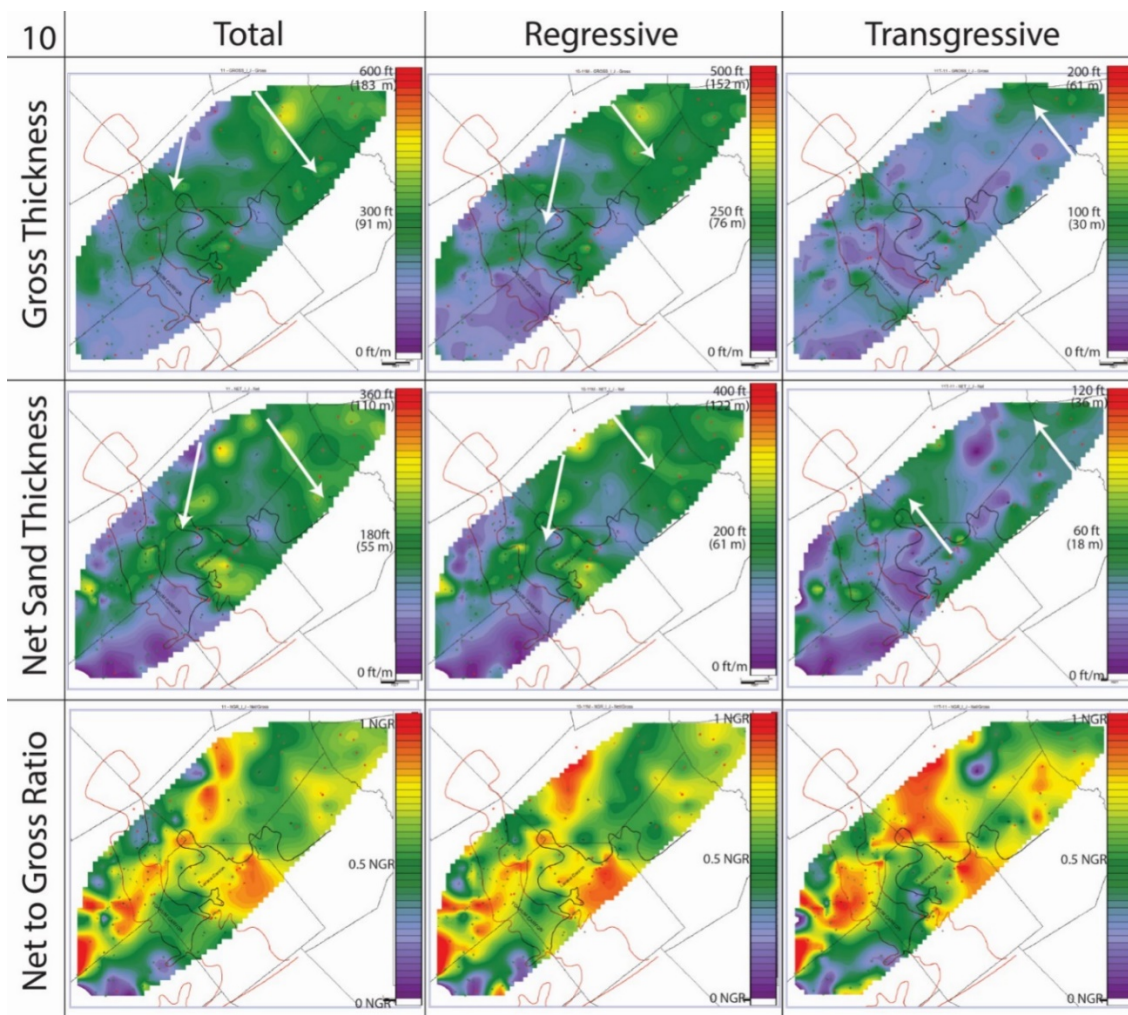 10
Total
Regressive
Transgressive
Gross Thickness
600 ft
(183 m)
300 ft
(91 m)
0 ft/m
500 ft
(152 m)
250 ft
(76 m)
0 ft/m
200 ft
(61 m)
100 ft
(30 m)
0 ft/m
Net Sand Thickness
360 ft
(110 m)
180ft
(55 m)
0 ft/m
400 ft
(122 m)
200 ft
(61 m)
0 ft/m
120 ft
(36 m)
60 ft
(18 m)
0 ft/m
Net to Gross Ratio
1 NGR
0.5 NGR
0 NGR
1 NGR
0.5 NGR
0 NGR
1 NGR
0.5 NGR
0 NGR